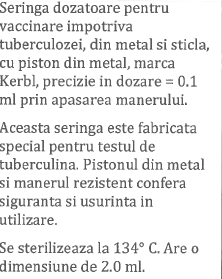 Seringa dozatoare pentru
vaccinare impotriva
tuberculozei, din metal si sticla,
cu piston din metal, marca
Kerbl, precizie in dozare = 0.1
ml prin apasarea manerului.
Aceasta seringa este fabricata
special pentru testul de
tuberculina. Pistonul din metal
si manerul rezistent confera
siguranta si usurinta in
utilizare.
Se sterilizeaza la 134° C. Are o
dimensiune de 2.0 ml.